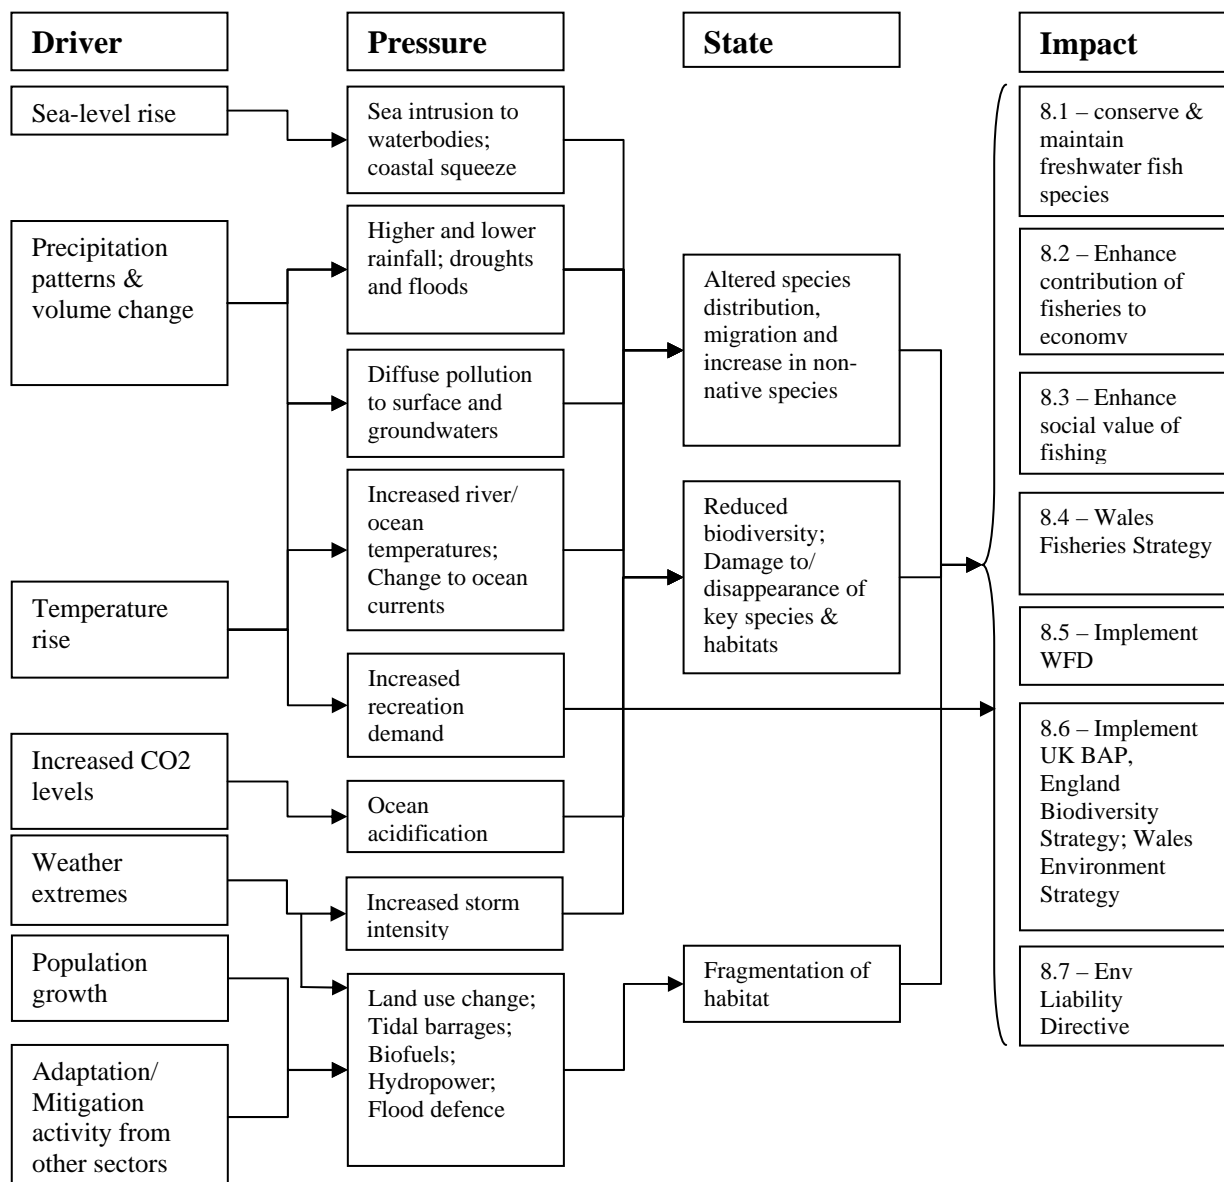 Driver
Pressure
State
Impact
Sea-level rise
Precipitation
patterns &
volume change
Temperature
rise
Increased CO2
levels
Weather
extremes
Population
growth
Adaptation/
Mitigation
activity from
other sectors
Sea intrusion to
waterbodies;
coastal squeeze
Higher and lower
rainfall; droughts
and floods
Diffuse pollution
to surface and
groundwaters
Increased river/
ocean
temperatures;
Change to ocean
currents
Increased
recreation
demand
Ocean
acidification
Increased storm
intensity
Land use change;
Tidal barrages;
Biofuels;
Hydropower;
Flood defence
Altered species
distribution,
migration and
increase in non-
native species
Reduced
biodiversity;
Damage to/
disappearance of
key species &
habitats
Fragmentation of
habitat
8.1 – conserve &
maintain
freshwater fish
species
8.2 – Enhance
contribution of
fisheries to
economy
8.3 – Enhance
social value of
fishing
8.4 – Wales
Fisheries Strategy
8.5 – Implement
WFD
8.6 – Implement
UK BAP,
England
Biodiversity
Strategy; Wales
Environment
Strategy
8.7 – Env
Liability
Directive